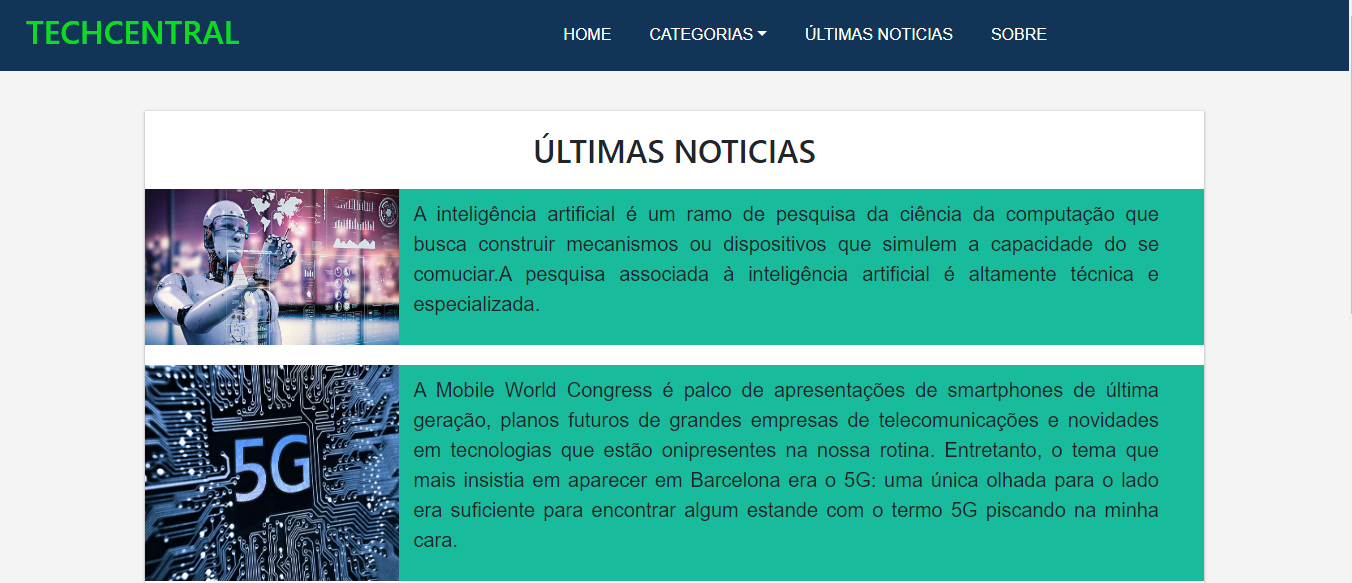 TECHCENTRAL
HOME
CATEGORIAS
ÚLTIMAS NOTICIAS
SOBRE
ÚLTIMAS NOTICIAS
A inteligência artificial é um ramo de pesquisa da ciência da computação que
busca construir mecanismos ou dispositivos que simulem a capacidade do se
comuciar.A pesquisa associada à inteligência artificial é altamente técnica e
especializada.
A Mobile World Congress é palco de apresentações de smartphones de última
geração, planos futuros de grandes empresas de telecomunicações e novidades
em tecnologias que estão onipresentes na nossa rotina. Entretanto, o tema que
mais insistia em aparecer em Barcelona era o 5G: uma única olhada para o lado
era suficiente para encontrar algum estande com o termo 5G piscando na minha
cara.
5G